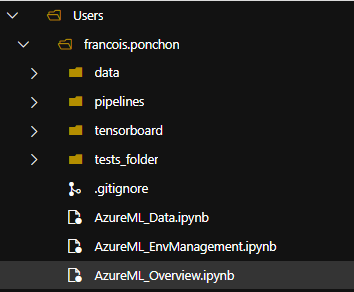 Users
francois.ponchon
data
pipelines
tensorboard
tests_folder
.gitignore
AzureML_Data.ipynb
AzureML_EnvManagement.ipynb
AzureML_Overview.ipynb